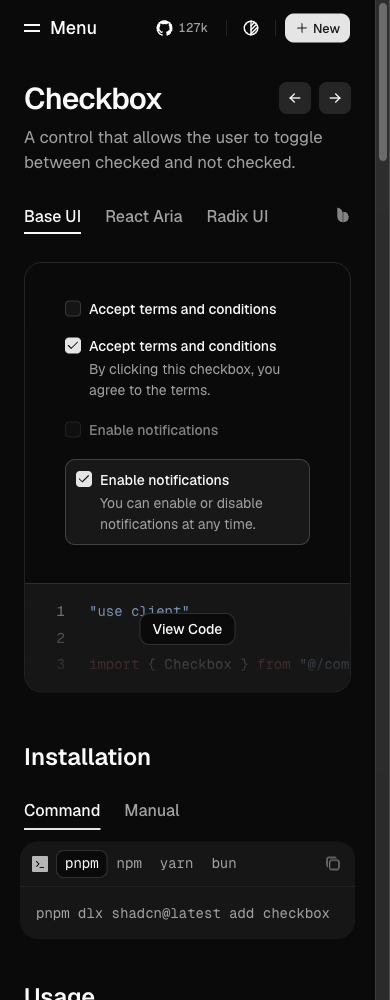 Menu
127k
New
Checkbox
A control that allows the user to toggle
between checked and not checked.
Base UI
React Aria
Radix UI
Accept terms and conditions
Accept terms and conditions
By clicking this checkbox, you
agree to the terms.
Enable notifications
Enable notifications
You can enable or disable
notifications at any time.
1 "use client"
2
View Code
3 import { Checkbox } from "@/com
Installation
Command
Manual
pnpm
npm
yarn
bun
pnpm dlx shadcn@latest add checkbox
Usage